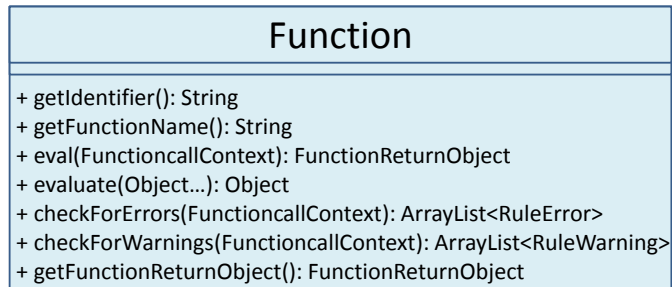 Function
+ getIdentifier(): String
+ getFunctionName(): String
+ eval(FunctioncallContext): FunctionReturnObject
+ evaluate(Object…): Object
+ checkForErrors(FunctioncallContext): ArrayList<RuleError>
+ checkForWarnings(FunctioncallContext): ArrayList<RuleWarning>
+ getFunctionReturnObject(): FunctionReturnObject